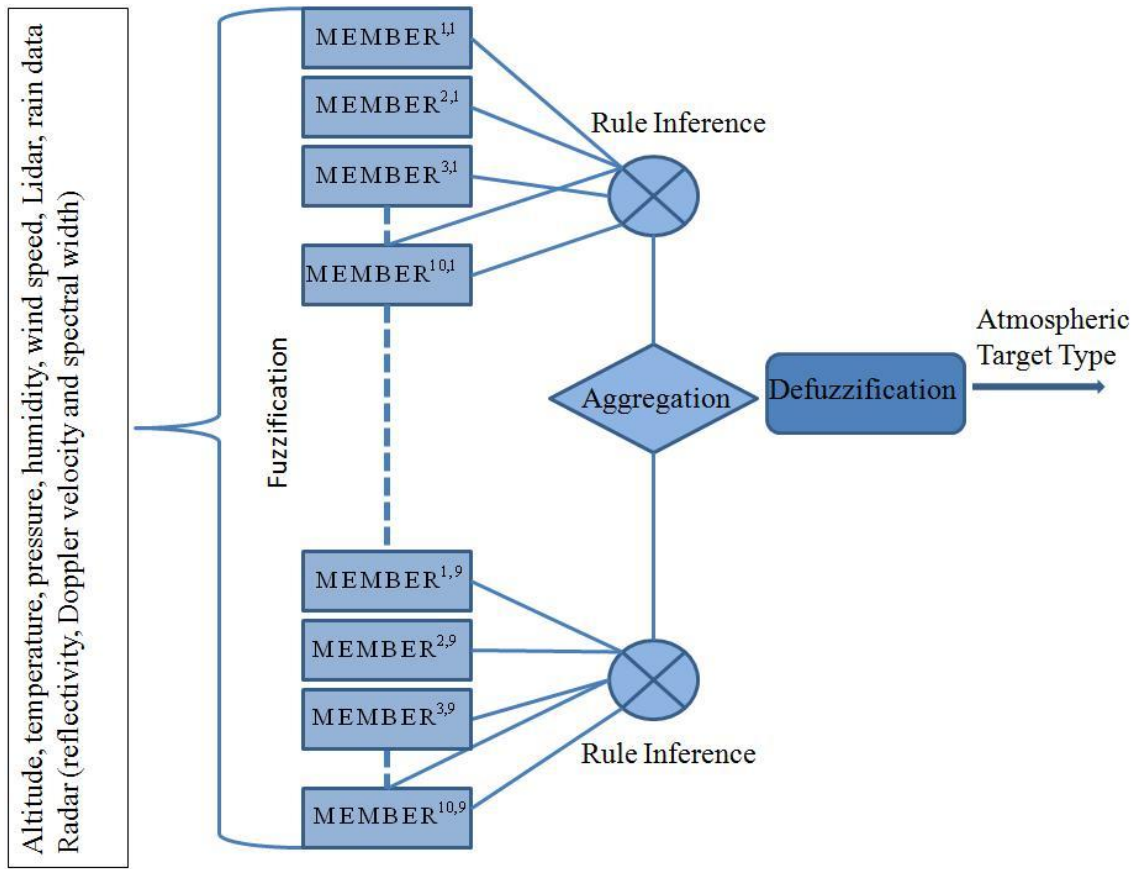 Altitude, temperature, pressure, humidity, wind speed, Lidar, rain data
Radar (reflectivity, Doppler velocity and spectral width)
Fuzzification
MEMBER1,1
MEMBER2,1
MEMBER3,1
MEMBER10,1
MEMBER1,9
MEMBER2,9
MEMBER3,9
MEMBER10,9
Rule Inference
Aggregation
Rule Inference
Defuzzification
Atmospheric
Target Type